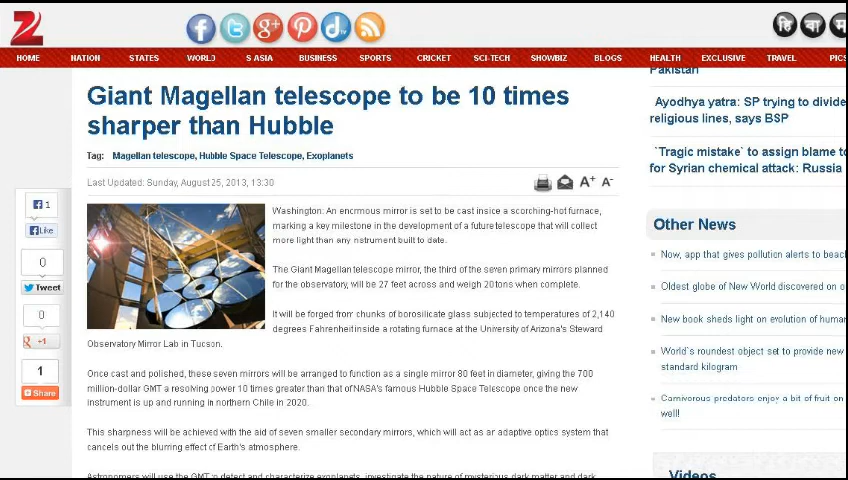 Z
f t g+ d
हि बा म
HOME NATION STATES WORLD S ASIA BUSINESS SPORTS CRICKET SCI-TECH SHOWBIZ BLOGS HEALTH EXCLUSIVE TRAVEL PICS
Giant Magellan telescope to be 10 times
sharper than Hubble
Tag: Magellan telescope, Hubble Space Telescope, Exoplanets
Last Updated: Sunday, August 25, 2013, 13:30
A+ A-
f 1
Like
0
Tweet
0
+1
1
Share
Washington: An enormous mirror is set to be cast inside a scorching-hot furnace,
marking a key milestone in the development of a future telescope that will collect
more light than any instrument built to date.
The Giant Magellan telescope mirror, the third of the seven primary mirrors planned
for the observatory, will be 27 feet across and weigh 20 tons when complete.
It will be forged from chunks of borosilicate glass subjected to temperatures of 2,140
degrees Fahrenheit inside a rotating furnace at the University of Arizona's Steward
Observatory Mirror Lab in Tucson.
Once cast and polished, these seven mirrors will be arranged to function as a single mirror 80 feet in diameter, giving the 700
million-dollar GMT a resolving power 10 times greater than that of NASA's famous Hubble Space Telescope once the new
instrument is up and running in northern Chile in 2020.
This sharpness will be achieved with the aid of seven smaller secondary mirrors, which will act as an adaptive optics system that
cancels out the blurring effect of Earth's atmosphere.
Astronomers will use the GMT to detect and characterize exoplanets, investigate the nature of mysterious dark matter and dark
Pakistan
Ayodhya yatra: SP trying to divide
religious lines, says BSP
`Tragic mistake` to assign blame to
for Syrian chemical attack: Russia
Other News
Now, app that gives pollution alerts to beach
Oldest globe of New World discovered on o
New book sheds light on evolution of human
World`s roundest object set to provide new
standard kilogram
Carnivorous predators enjoy a bit of fruit on
well!
Videos